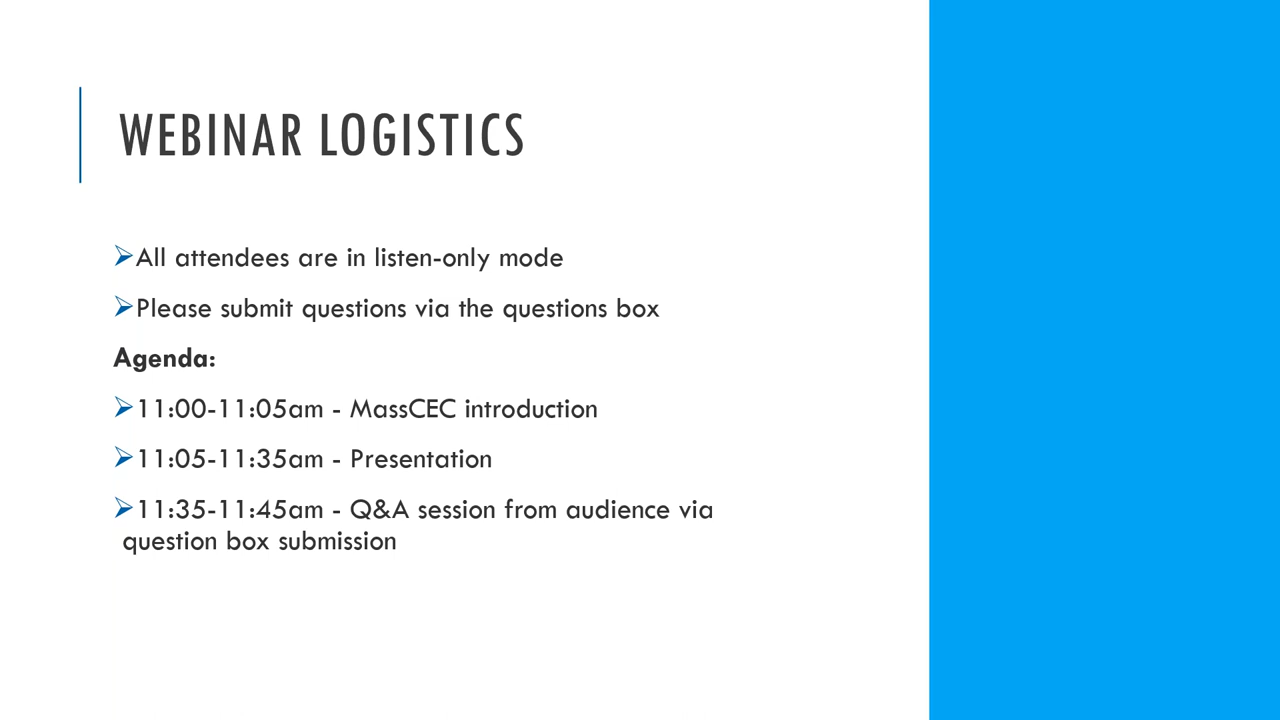 WEBINAR LOGISTICS
➢All attendees are in listen-only mode
➢Please submit questions via the questions box
Agenda:
➢11:00-11:05am - MassCEC introduction
➢11:05-11:35am - Presentation
➢11:35-11:45am - Q&A session from audience via
question box submission